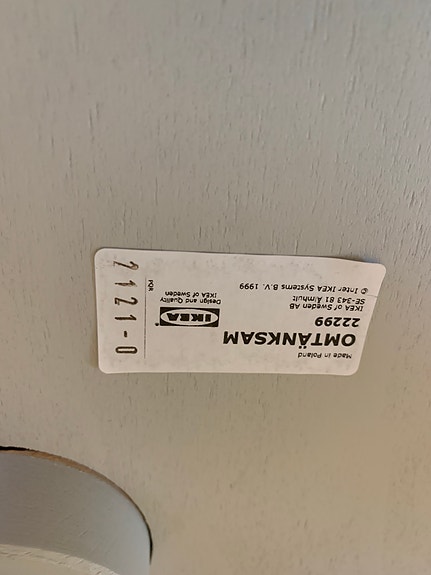 Made in Poland
OMTÄNKSAM
22299
IKEA of Sweden AB
SE-343 81 Älmhult
© Inter IKEA Systems B.V. 1999
IKEA®
Design and Quality
IKEA of Sweden
PQR
2121-0